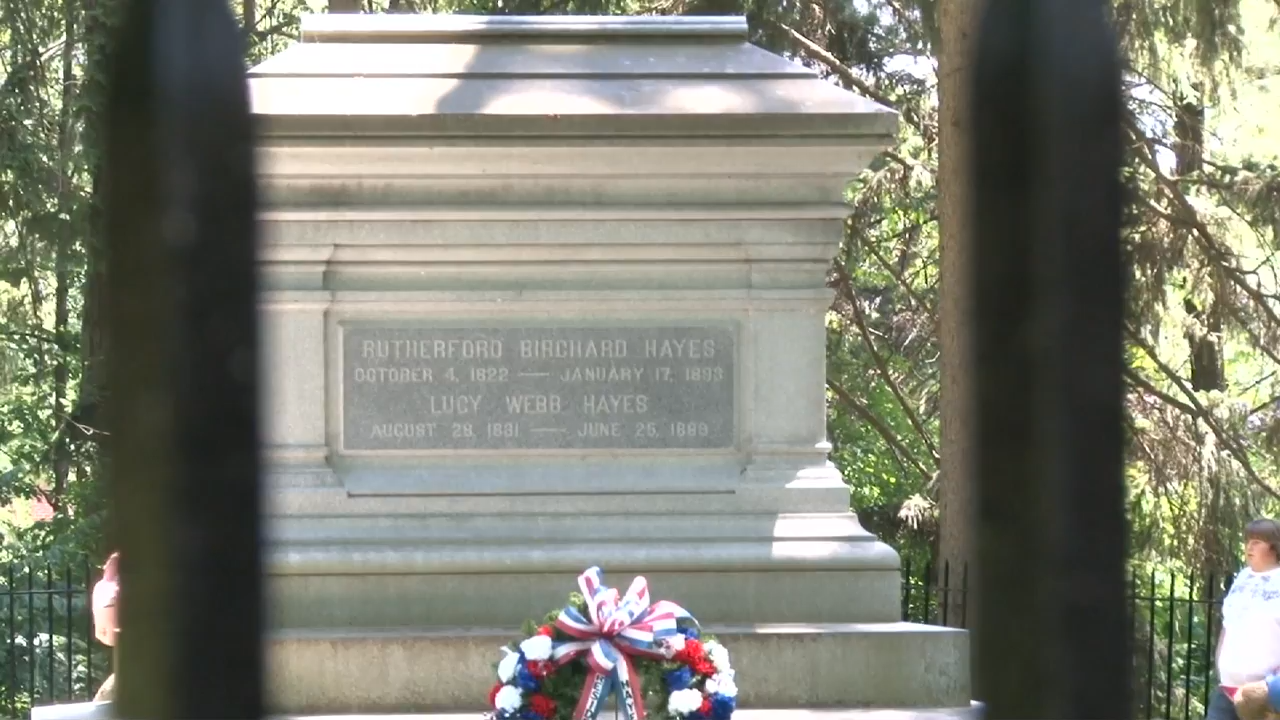 RUTHERFORD BIRCHARD HAYES
OCTOBER 4, 1822 — JANUARY 17, 1893
LUCY WEBB HAYES
AUGUST 28, 1831 — JUNE 25, 1889